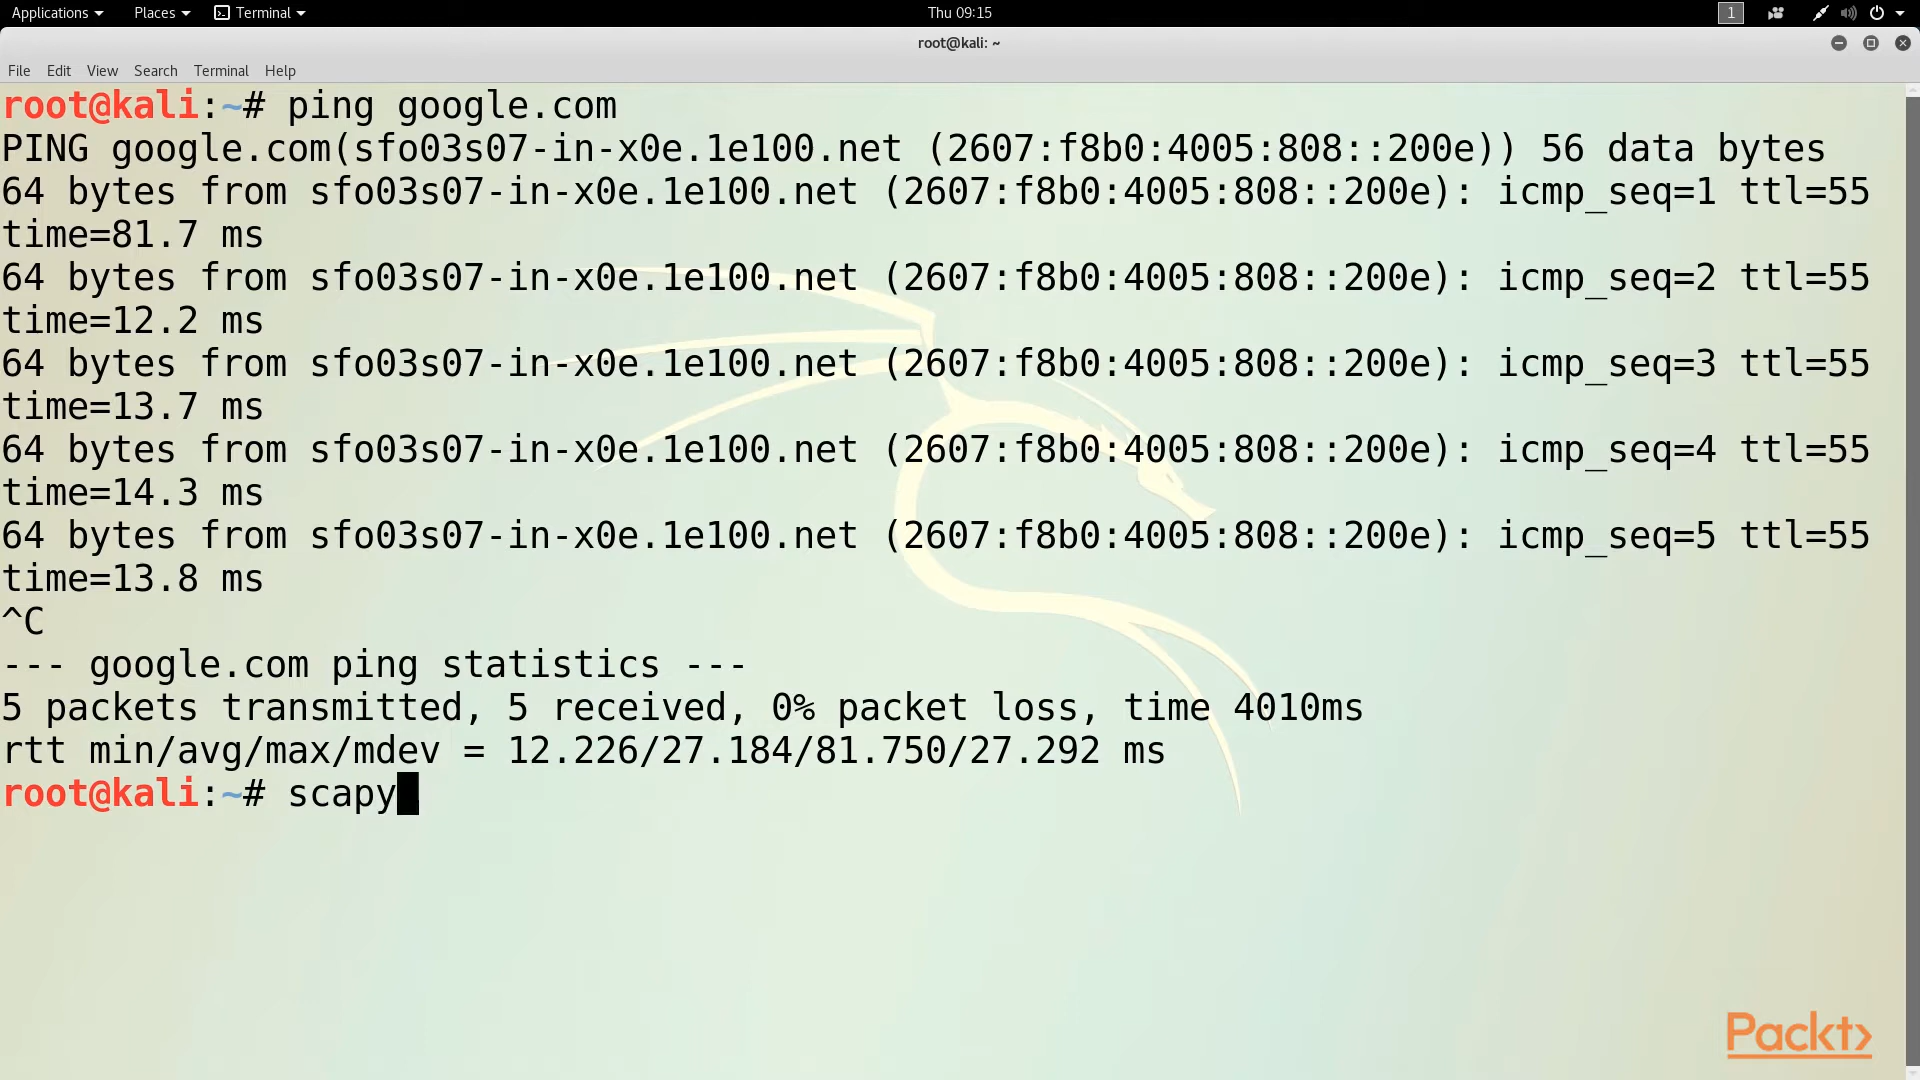 Applications Places Terminal Thu 09:15 1
root@kali: ~
File Edit View Search Terminal Help
root@kali:~# ping google.com
PING google.com(sfo03s07-in-x0e.1e100.net (2607:f8b0:4005:808::200e)) 56 data bytes
64 bytes from sfo03s07-in-x0e.1e100.net (2607:f8b0:4005:808::200e): icmp_seq=1 ttl=55
time=81.7 ms
64 bytes from sfo03s07-in-x0e.1e100.net (2607:f8b0:4005:808::200e): icmp_seq=2 ttl=55
time=12.2 ms
64 bytes from sfo03s07-in-x0e.1e100.net (2607:f8b0:4005:808::200e): icmp_seq=3 ttl=55
time=13.7 ms
64 bytes from sfo03s07-in-x0e.1e100.net (2607:f8b0:4005:808::200e): icmp_seq=4 ttl=55
time=14.3 ms
64 bytes from sfo03s07-in-x0e.1e100.net (2607:f8b0:4005:808::200e): icmp_seq=5 ttl=55
time=13.8 ms
^C
--- google.com ping statistics ---
5 packets transmitted, 5 received, 0% packet loss, time 4010ms
rtt min/avg/max/mdev = 12.226/27.184/81.750/27.292 ms
root@kali:~# scapy
Packt>